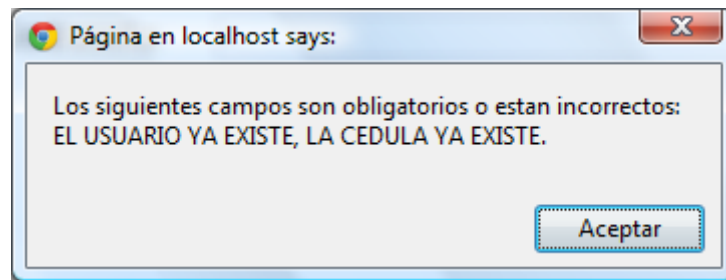 Página en localhost says:
Los siguientes campos son obligatorios o estan incorrectos:
EL USUARIO YA EXISTE, LA CEDULA YA EXISTE.
Aceptar